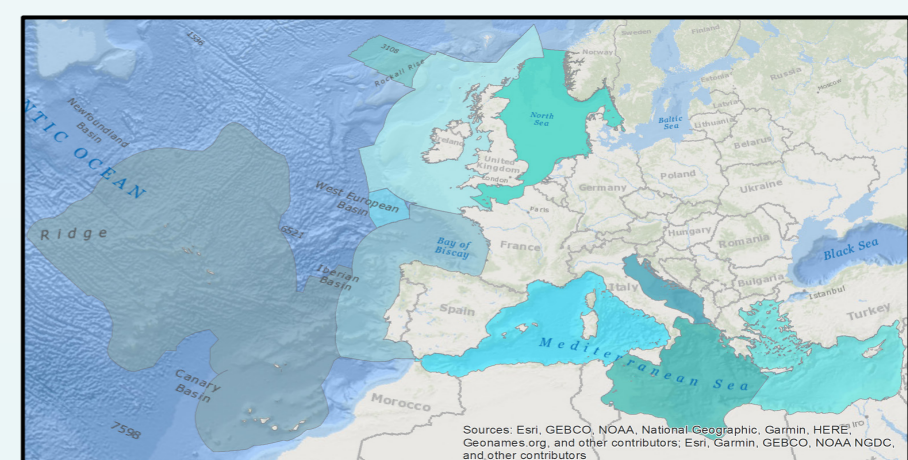 3106
Rockall Rise
Norway
Sweden
Finland
Estonia
Russia
Moscow
Latvia
Lithuania
Newfoundland
Basin
NTIC OCEAN
North
Sea
Baltic
Sea
Belarus
United
Kingdom
London
Poland
Germany
Ukraine
West European
Basin
Paris
Ridge
6521
Bay of
Biscay
France
Hungary
Romania
Black Sea
Iberian
Basin
Italy
Bulgaria
Istanbul
Spain
Turkey
Mediterranean Sea
Canary
Basin
Morocco
7598
Sources: Esri, GEBCO, NOAA, National Geographic, Garmin, HERE,
Geonames.org, and other contributors; Esri, Garmin, GEBCO, NOAA NGDC,
and other contributors